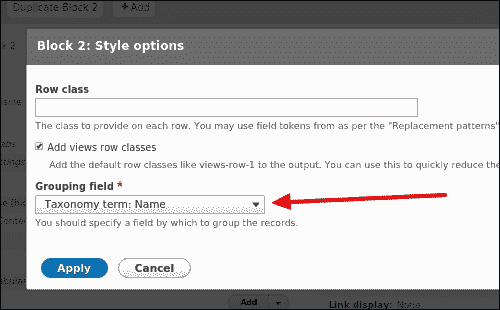 Duplicate Block 2 + Add
Block 2: Style options
Row class
The class to provide on each row. You may use field tokens from as per the "Replacement patterns"
Add views row classes
Add the default row classes like views-row-1 to the output. You can use this to quickly reduce the
Grouping field *
Taxonomy term: Name
You should specify a field by which to group the records.
Apply Cancel
Add Link display: None